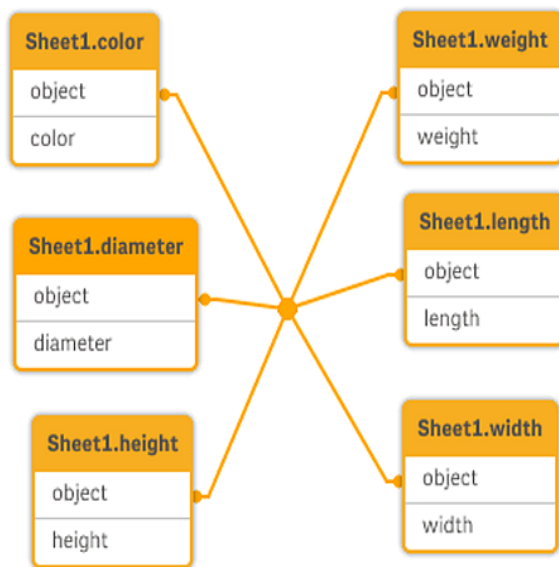 Sheet1.color
object
color
Sheet1.weight
object
weight
Sheet1.diameter
object
diameter
Sheet1.length
object
length
Sheet1.height
object
height
Sheet1.width
object
width